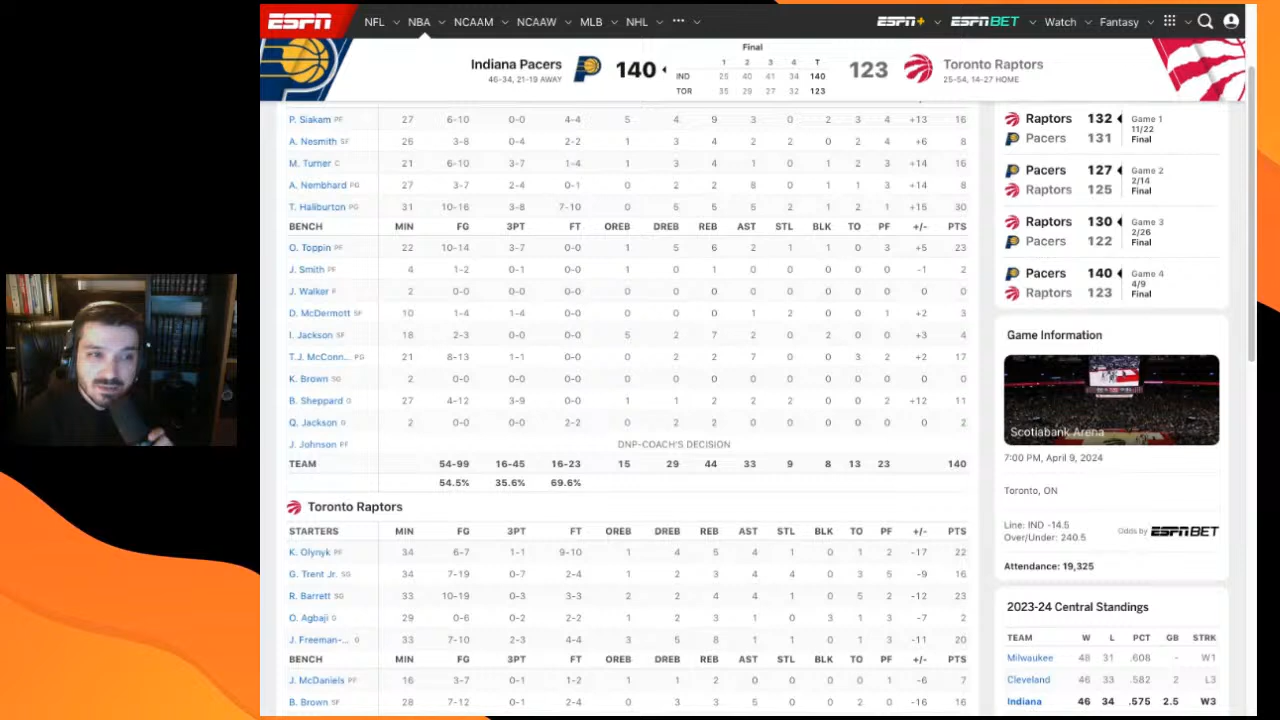 ESPN NFL NBA NCAAM NCAAW MLB NHL ••• ESPN+ ESPN BET Watch Fantasy
Final
Indiana Pacers 140 1 2 3 4 T 123 Toronto Raptors
46-34, 21-19 AWAY IND 25 40 41 34 140 25-54, 14-27 HOME
TOR 35 29 27 32 123
P. Siakam PF 27 6-10 0-0 4-4 5 4 9 3 0 2 3 4 +13 16
A. Nesmith SF 26 3-8 0-4 2-2 1 3 4 2 2 0 2 4 +6 8
M. Turner C 21 6-10 3-7 1-4 1 3 4 1 0 1 2 3 +14 16
A. Nembhard PG 27 3-7 2-4 0-1 0 2 2 8 0 1 1 3 +14 8
T. Haliburton PG 31 10-16 3-8 7-10 0 5 5 5 2 1 2 1 +15 30
BENCH MIN FG 3PT FT OREB DREB REB AST STL BLK TO PF +/- PTS
O. Toppin PF 22 10-14 3-7 0-0 1 5 6 2 1 1 0 3 +5 23
J. Smith PF 4 1-2 0-1 0-0 1 0 0 0 0 0 0 0 -1 2
J. Walker F 2 0-0 0-0 0-0 0 0 0 0 0 0 0 0 0 0
D. McDermott SF 10 1-4 1-4 0-0 0 0 0 1 2 0 0 1 +2 3
I. Jackson SF 18 2-3 0-0 0-0 5 2 7 2 0 2 0 0 +3 4
T.J. McConn... PG 21 8-13 1-1 0-0 0 2 2 7 0 0 3 2 +2 17
K. Brown SG 0-0 0-0 0-0 0 0 0 0 0 0 0 0 0 0
B. Sheppard G 4-12 3-9 0-0 1 1 2 2 2 0 0 2 +12 11
Q. Jackson G 2 0-0 0-0 2-2 0 2 2 0 0 0 0 0 0 2
J. Johnson PF DNP-COACH'S DECISION
TEAM 54-99 16-45 16-23 15 29 44 33 9 8 13 23 140
54.5% 35.6% 69.6%
Toronto Raptors
STARTERS MIN FG 3PT FT OREB DREB REB AST STL BLK TO PF +/- PTS
K. Olynyk PF 34 6-7 1-1 9-10 1 4 5 4 1 0 1 2 -17 22
G. Trent Jr. SG 34 7-19 0-7 2-4 1 2 3 4 4 0 3 5 -9 16
R. Barrett SG 33 10-19 0-3 3-3 2 2 4 4 1 0 5 2 -12 23
O. Agbaji G 29 0-6 0-2 2-2 1 2 3 1 0 3 1 3 -7 2
J. Freeman-... G 33 7-10 2-3 4-4 3 5 8 1 1 0 1 3 -11 20
BENCH MIN FG 3PT FT OREB DREB REB AST STL BLK TO PF +/- PTS
J. McDaniels PF 16 3-7 0-1 1-2 1 1 2 0 0 0 0 1 -6 7
B. Brown SF 28 7-12 0-1 2-4 0 3 3 5 0 0 2 0 -16 16
Raptors 132 Game 1
Pacers 131 11/22
Final
Pacers 127 Game 2
Raptors 125 2/14
Final
Raptors 130 Game 3
Pacers 122 2/26
Final
Pacers 140 Game 4
Raptors 123 4/9
Final
Game Information
Scotiabank Arena
7:00 PM, April 9, 2024
Toronto, ON
Line: IND -14.5
Over/Under: 240.5
Odds by ESPN BET
Attendance: 19,325
2023-24 Central Standings
TEAM W L PCT GB STRK
Milwaukee 48 31 .608 - W1
Cleveland 46 33 .582 2 L3
Indiana 46 34 .575 2.5 W3